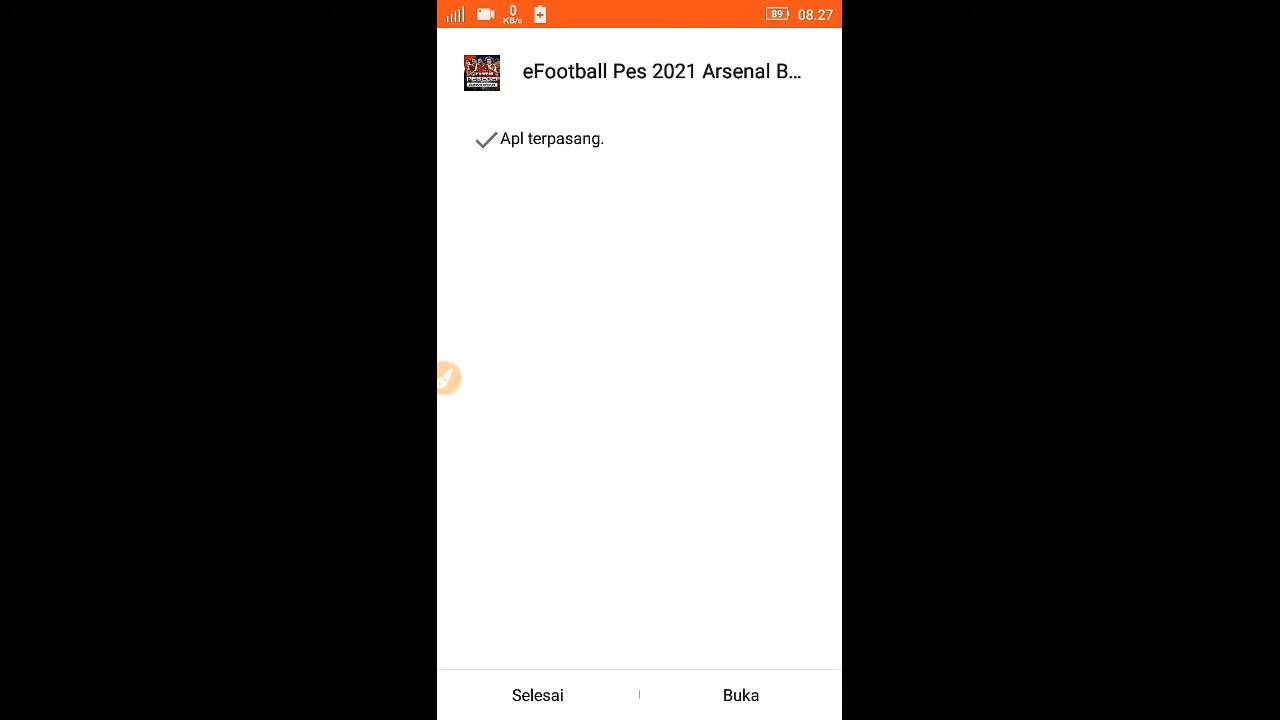 0
KB/s
89
08.27
eFootball Pes 2021 Arsenal B...
Apl terpasang.
Selesai
Buka